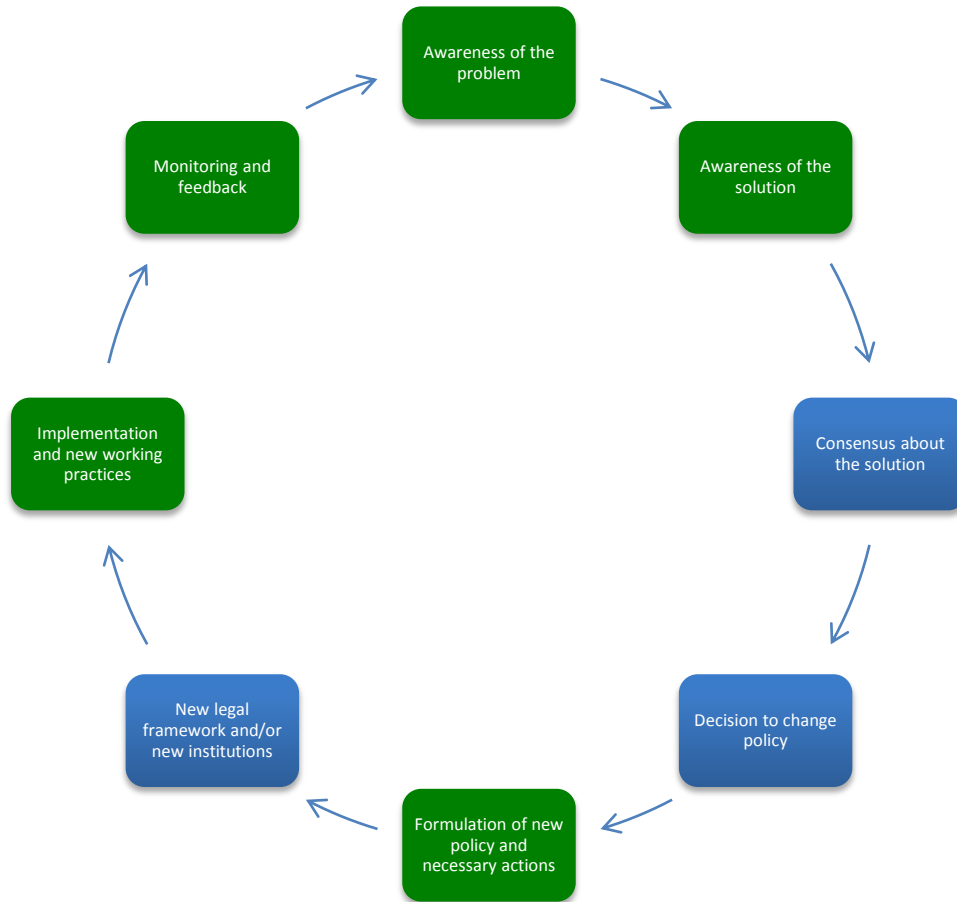 Awareness of the
problem
Awareness of the
solution
Consensus about
the solution
Decision to change
policy
Formulation of new
policy and
necessary actions
New legal
framework and/or
new institutions
Implementation
and new working
practices
Monitoring and
feedback